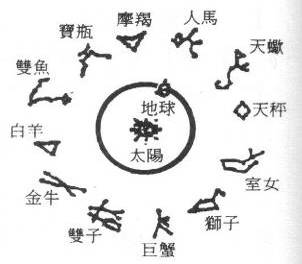 摩羯
人馬
寶瓶
天蠍
雙魚
地球
天秤
白羊
太陽
室女
金牛
獅子
雙子
巨蟹